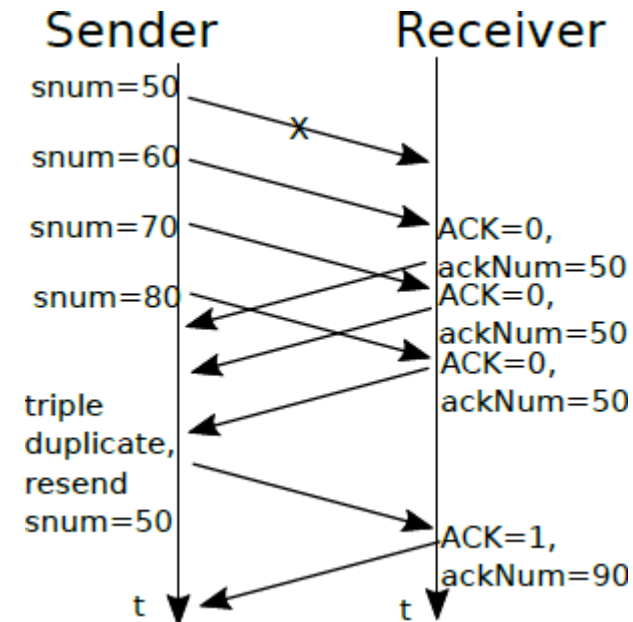 Sender
Receiver
snum=50
X
snum=60
snum=70
ACK=0,
ackNum=50
snum=80
ACK=0,
ackNum=50
ACK=0,
ackNum=50
triple
duplicate,
resend
snum=50
ACK=1,
ackNum=90
t
t